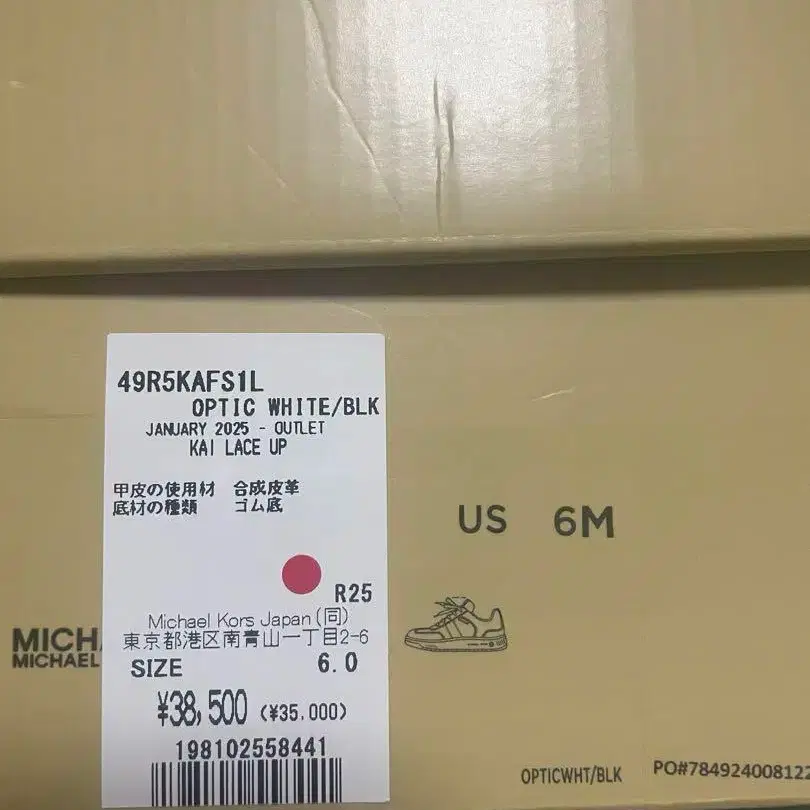 49R5KAFS1L
OPTIC WHITE/BLK
JANUARY 2025 - OUTLET
KAI LACE UP
甲皮の使用材 合成皮革
底材の種類 ゴム底
R25
Michael Kors Japan(同)
東京都港区南青山一丁目2-6
SIZE 6.0
¥38,500 (¥35,000)
198102558441
US 6M
MICH
MICHAEL
OPTICWHT/BLK
PO#784924008122